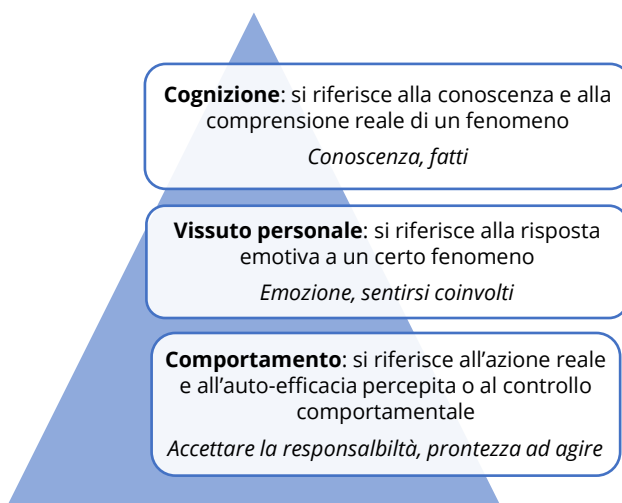 Cognizione: si riferisce alla conoscenza e alla
comprensione reale di un fenomeno
Conoscenza, fatti
Vissuto personale: si riferisce alla risposta
emotiva a un certo fenomeno
Emozione, sentirsi coinvolti
Comportamento: si riferisce all'azione reale
e all'auto-efficacia percepita o al controllo
comportamentale
Accettare la responsalbiltà, prontezza ad agire